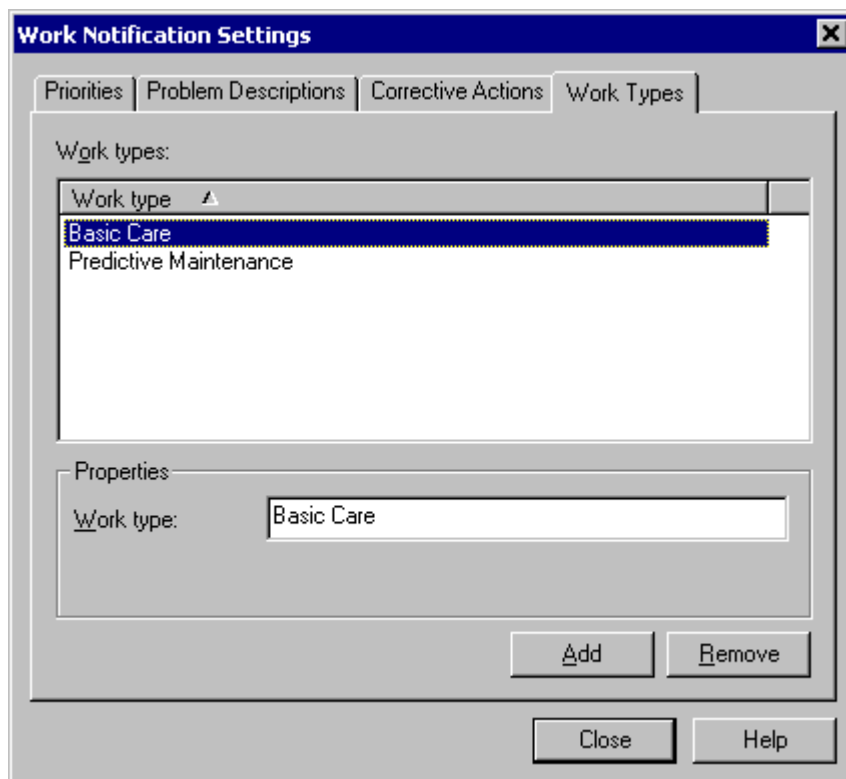 Work Notification Settings
Priorities Problem Descriptions Corrective Actions Work Types
Work types:
Work type
Basic Care
Predictive Maintenance
Properties
Work type: Basic Care
Add Remove
Close Help